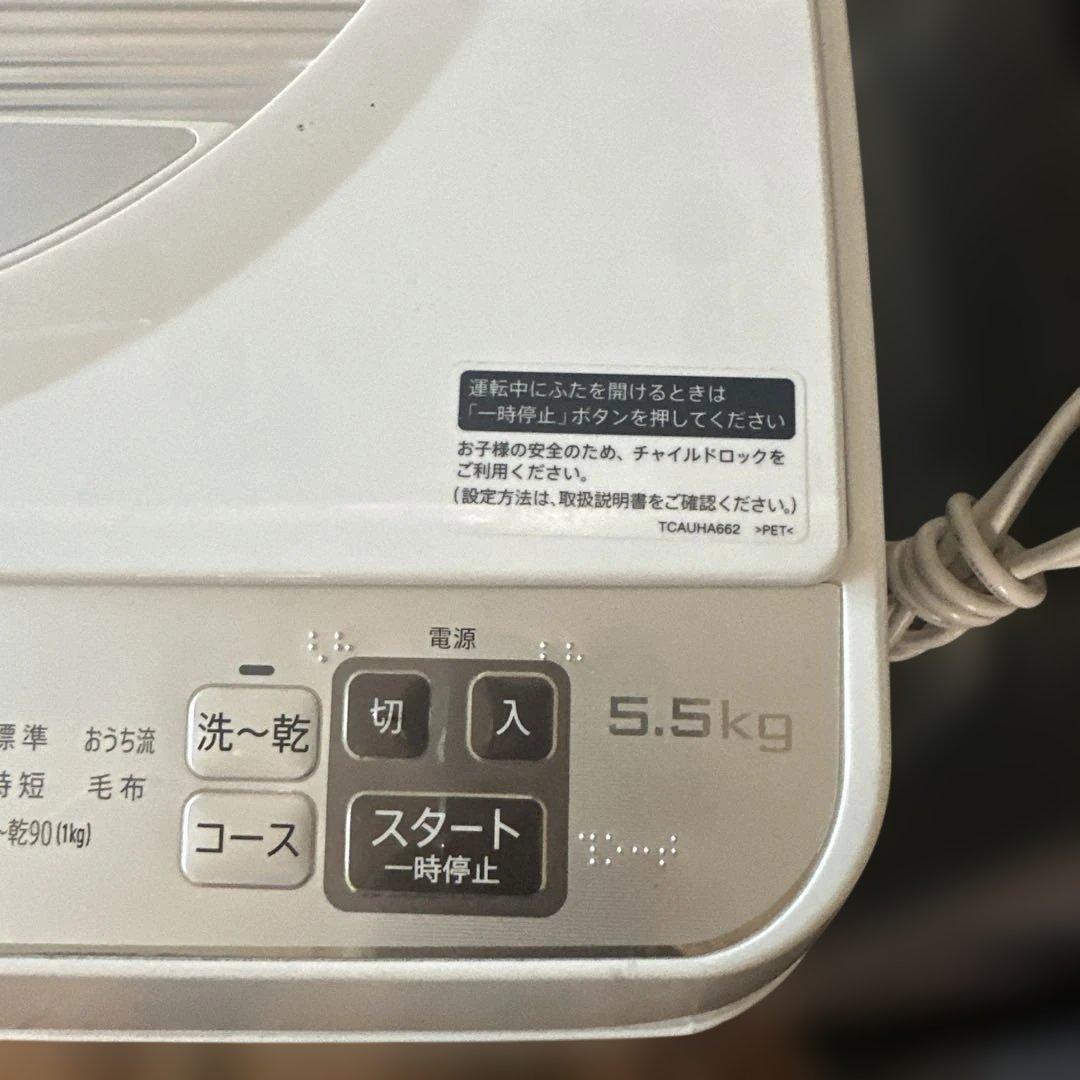 運転中にふたを開けるときは
「一時停止」ボタンを押してください
お子様の安全のため、チャイルドロックを
ご利用ください。
(設定方法は、取扱説明書をご確認ください。)
TCAUHA662 >PET<
電源
切 入
5.5kg
洗～乾
標準 おうち流
時短 毛布
～乾90(1kg)
コース
スタート
一時停止